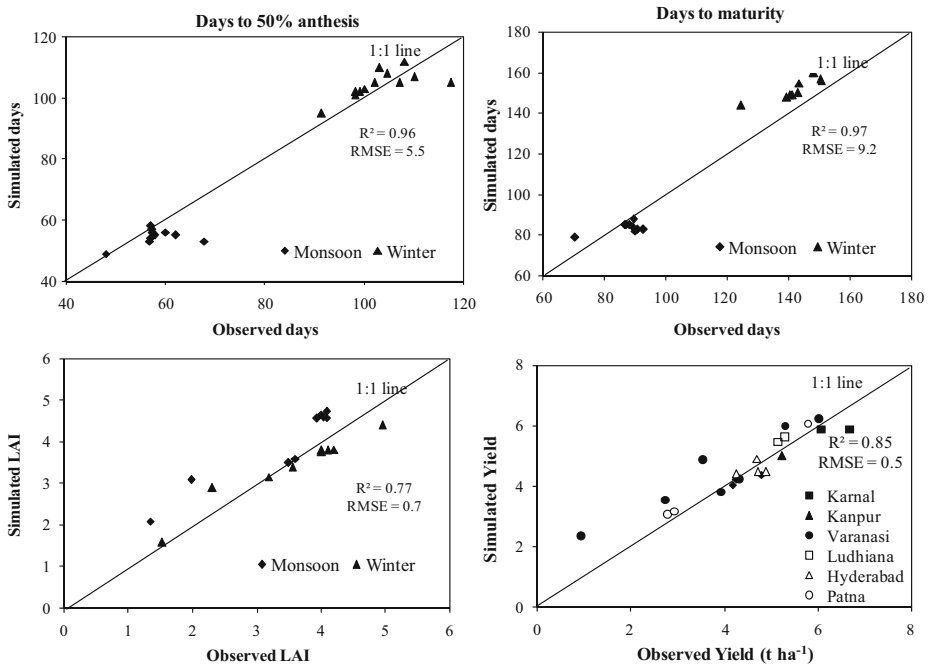 Days to 50% anthesis
120
100
80
60
40
40
60
80
100
120
Simulated days
Observed days
1:1 line
R² = 0.96
RMSE = 5.5
Monsoon
Winter
Days to maturity
180
160
140
120
100
80
60
60
80
100
120
140
160
180
Simulated days
Observed days
1:1 line
R² = 0.97
RMSE = 9.2
Monsoon
Winter
6
5
4
3
2
1
0
0
1
2
3
4
5
6
Simulated LAI
Observed LAI
1:1 line
R² = 0.77
RMSE = 0.7
Monsoon
Winter
8
6
4
2
0
0
2
4
6
8
Simulated Yield
Observed Yield (t ha⁻¹)
1:1 line
R² = 0.85
RMSE = 0.5
Karnal
Kanpur
Varanasi
Ludhiana
Hyderabad
Patna